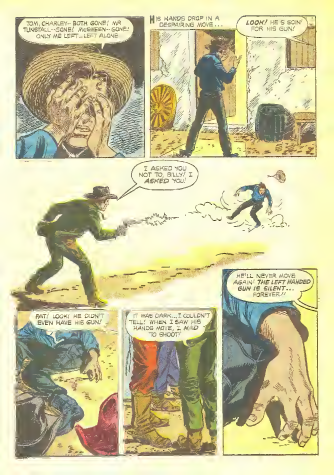 TOM, CHARLEY--BOTH GONE! MR
TUNSTALL--GONE! McSWEEN--GONE!
ONLY ME LEFT...LEFT ALONE...
HIS HANDS DROP IN A
DESPAIRING MOVE...
LOOK! HE'S GOIN'
FOR HIS GUN!
I ASKED YOU
NOT TO, BILLY! I
ASKED YOU!
PAT! LOOK! HE DIDN'T
EVEN HAVE HIS GUN!
IT WAS DARK...I COULDN'T
TELL! WHEN I SAW HIS
HANDS MOVE, I HAD
TO SHOOT!
HE'LL NEVER MOVE
AGAIN! THE LEFT HANDED
GUN IS SILENT...
FOREVER!!